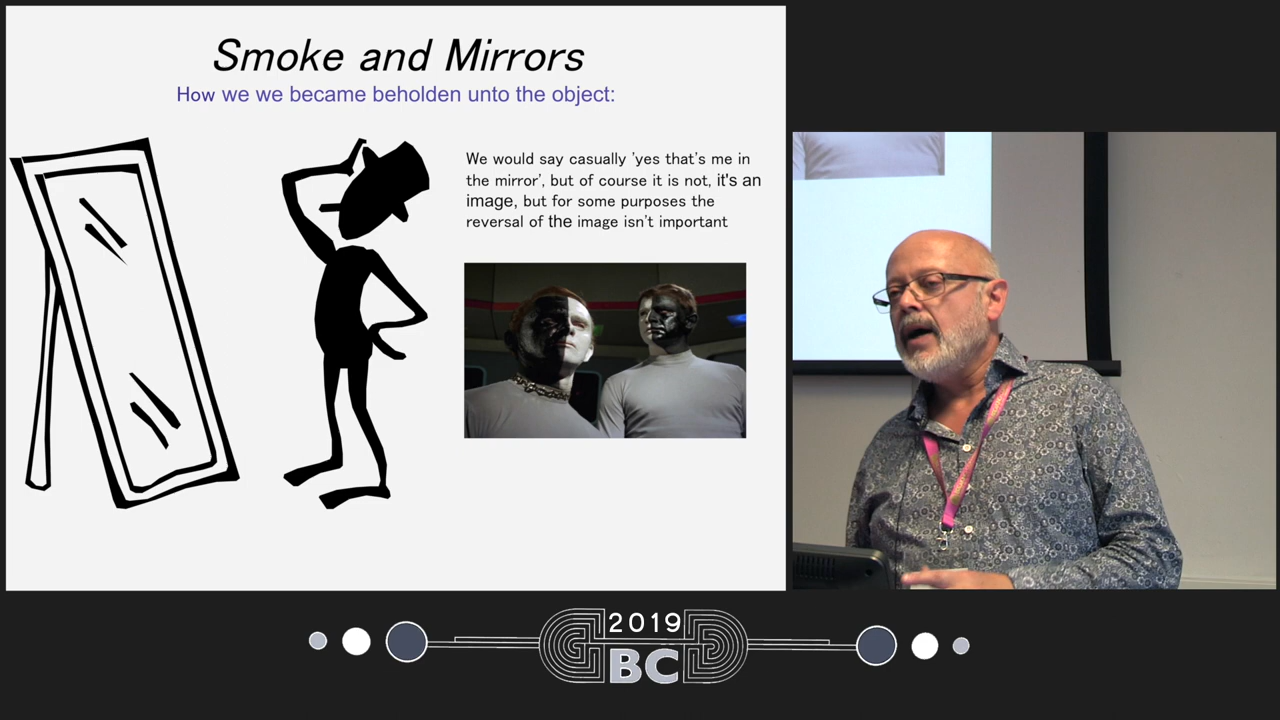 Smoke and Mirrors
How we we became beholden unto the object:
We would say casually 'yes that's me in
the mirror', but of course it is not, it's an
image, but for some purposes the
reversal of the image isn't important
2019
BC